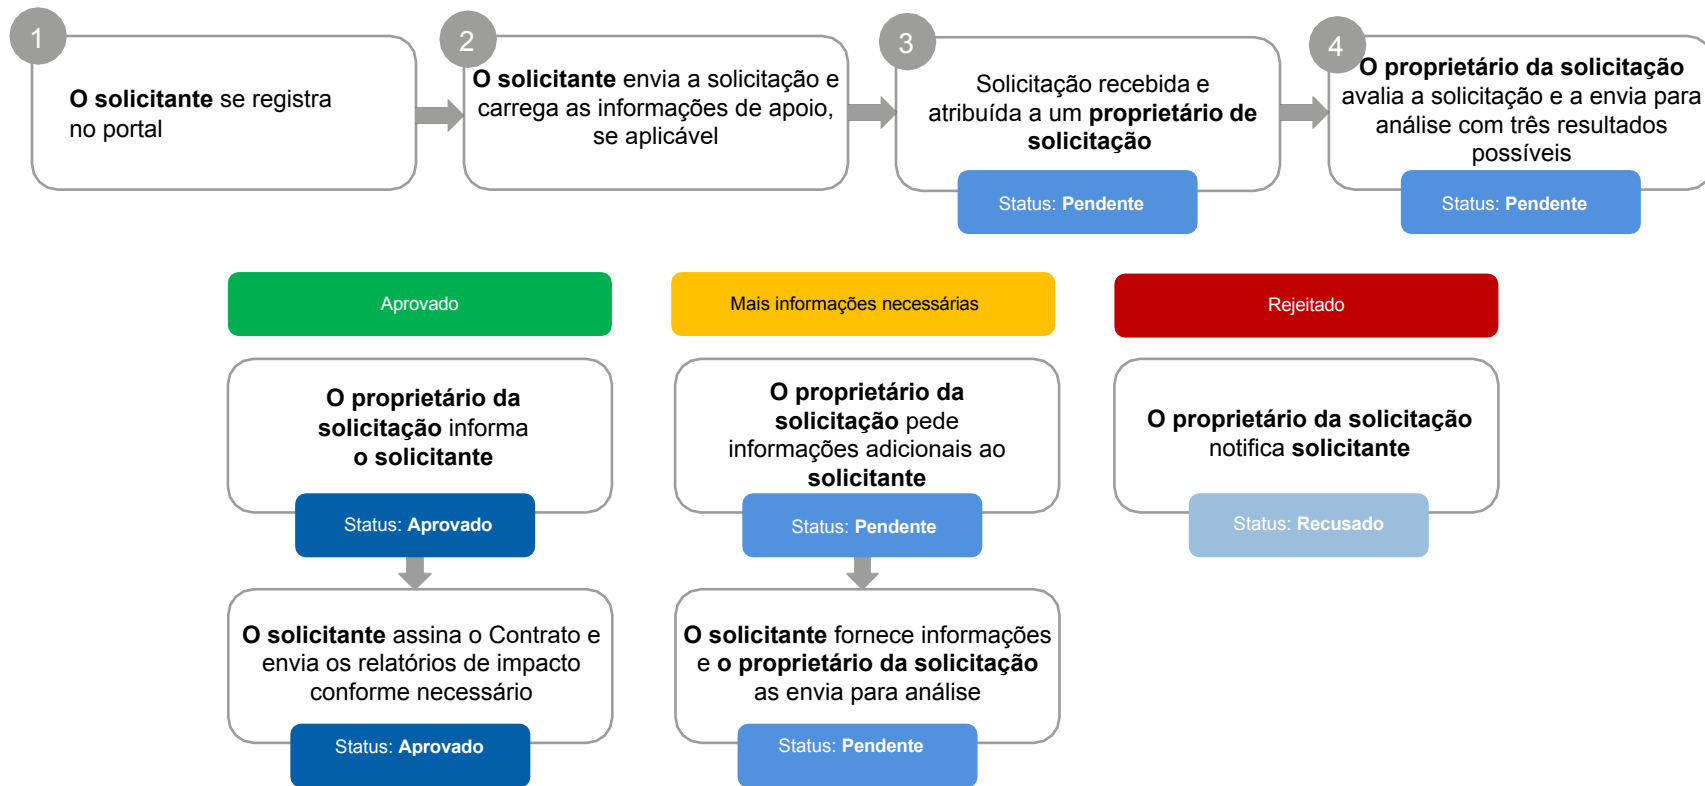 1
O solicitante se registra
no portal
2
O solicitante envia a solicitação e
carrega as informações de apoio,
se aplicável
3
Solicitação recebida e
atribuída a um proprietário de
solicitação
Status: Pendente
4
O proprietário da solicitação
avalia a solicitação e a envia para
análise com três resultados
possíveis
Status: Pendente
Aprovado
O proprietário da
solicitação informa
o solicitante
Status: Aprovado
O solicitante assina o Contrato e
envia os relatórios de impacto
conforme necessário
Status: Aprovado
Mais informações necessárias
O proprietário da
solicitação pede
informações adicionais ao
solicitante
Status: Pendente
O solicitante fornece informações
e o proprietário da solicitação
as envia para análise
Status: Pendente
Rejeitado
O proprietário da solicitação
notifica solicitante
Status: Recusado